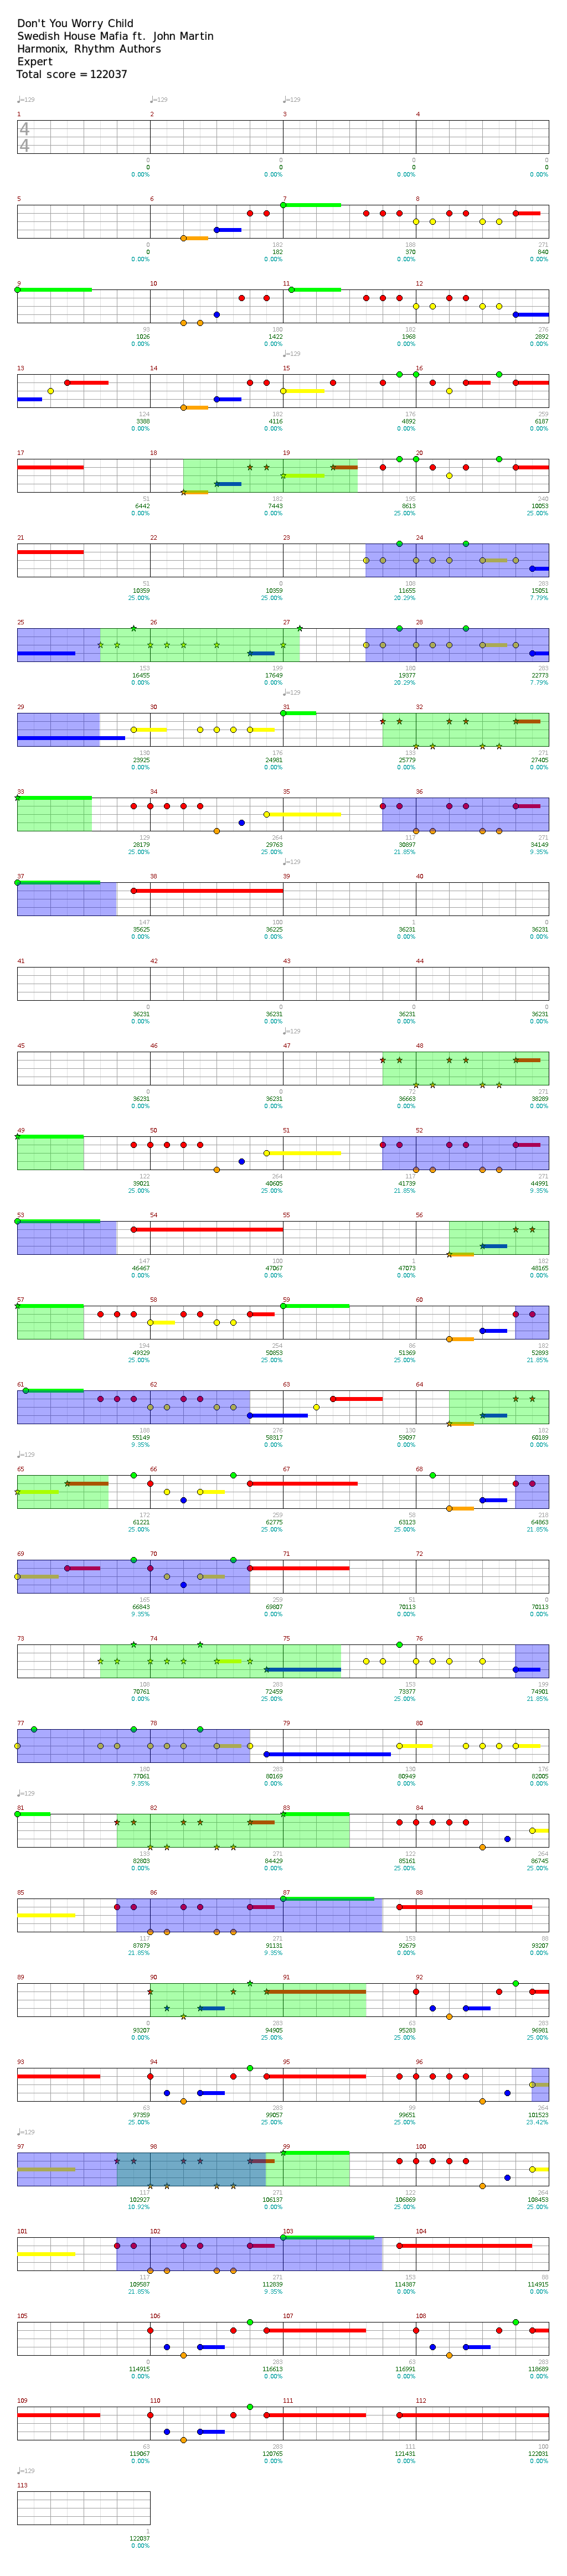 Don't You Worry Child
Swedish House Mafia ft. John Martin
Harmonix, Rhythm Authors
Expert
Total score = 122037
♩=129 ♩=129 ♩=129
1 2 3 4
4
4
0 0 0 0
0 0 0 0
0.00% 0.00% 0.00% 0.00%
5 6 7 8
0 182 188 271
0 182 370 840
0.00% 0.00% 0.00% 0.00%
9 10 11 12
93 180 182 276
1026 1422 1968 2892
0.00% 0.00% 0.00% 0.00%
♩=129
13 14 15 16
124 182 176 259
3388 4116 4892 6187
0.00% 0.00% 0.00% 0.00%
17 18 19 20
51 182 195 240
6442 7443 8613 10053
0.00% 0.00% 25.00% 25.00%
21 22 23 24
51 0 108 283
10359 10359 11655 15051
25.00% 25.00% 20.29% 7.79%
25 26 27 28
153 199 180 283
16455 17649 19377 22773
0.00% 0.00% 20.29% 7.79%
♩=129
29 30 31 32
130 176 133 271
23925 24981 25779 27405
0.00% 0.00% 0.00% 0.00%
33 34 35 36
129 264 117 271
28179 29763 30897 34149
25.00% 25.00% 21.85% 9.35%
♩=129
37 38 39 40
147 100 1 0
35625 36225 36231 36231
0.00% 0.00% 0.00% 0.00%
41 42 43 44
0 0 0 0
36231 36231 36231 36231
0.00% 0.00% 0.00% 0.00%
♩=129
45 46 47 48
0 0 72 271
36231 36231 36663 38289
0.00% 0.00% 0.00% 0.00%
49 50 51 52
122 264 117 271
39021 40605 41739 44991
25.00% 25.00% 21.85% 9.35%
53 54 55 56
147 100 1 182
46467 47067 47073 48165
0.00% 0.00% 0.00% 0.00%
57 58 59 60
194 254 86 182
49329 50853 51369 52893
25.00% 25.00% 25.00% 21.85%
61 62 63 64
188 276 130 182
55149 58317 59097 60189
9.35% 0.00% 0.00% 0.00%
♩=129
65 66 67 68
172 259 58 218
61221 62775 63123 64863
25.00% 25.00% 25.00% 21.85%
69 70 71 72
165 259 51 0
66843 69807 70113 70113
9.35% 0.00% 0.00% 0.00%
73 74 75 76
108 283 153 199
70761 72459 73377 74901
0.00% 25.00% 25.00% 21.85%
77 78 79 80
180 283 130 176
77061 80169 80949 82005
9.35% 0.00% 0.00% 0.00%
♩=129
81 82 83 84
133 271 122 264
82803 84429 85161 86745
0.00% 0.00% 25.00% 25.00%
85 86 87 88
117 271 153 88
87879 91131 92679 93207
21.85% 9.35% 0.00% 0.00%
89 90 91 92
0 283 63 283
93207 94905 95283 96981
0.00% 25.00% 25.00% 25.00%
93 94 95 96
63 283 99 264
97359 99057 99651 101523
25.00% 25.00% 25.00% 23.42%
♩=129
97 98 99 100
117 271 122 264
102927 106137 106869 108453
10.92% 0.00% 25.00% 25.00%
101 102 103 104
117 271 153 88
109587 112839 114387 114915
21.85% 9.35% 0.00% 0.00%
105 106 107 108
0 283 63 283
114915 116613 116991 118689
0.00% 0.00% 0.00% 0.00%
109 110 111 112
63 283 111 100
119067 120765 121431 122031
0.00% 0.00% 0.00% 0.00%
♩=129
113
1
122037
0.00%